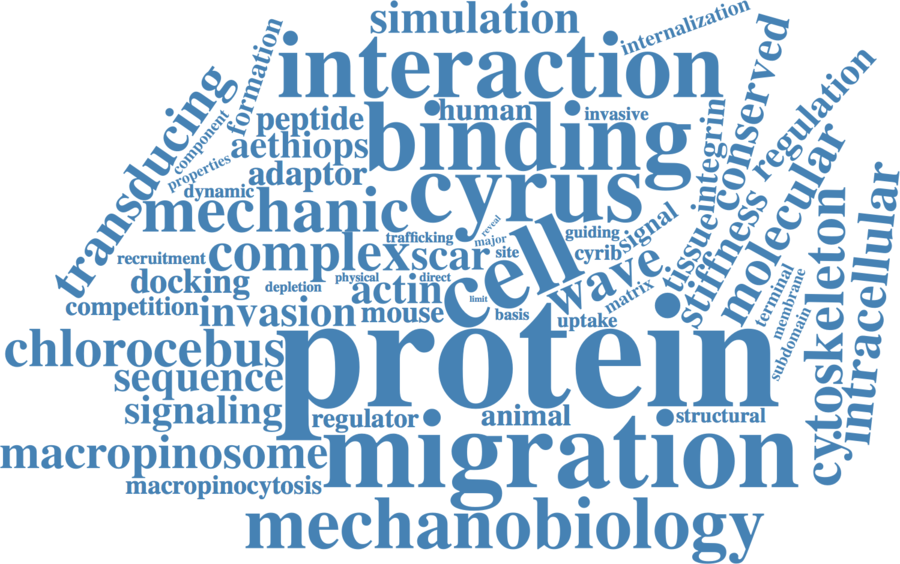 simulation
internalization
interaction
formation
transducing
component
properties
peptide
human
invasive
binding
aethiops
adaptor
dynamic
mechanic
cyrus
integrin
conserved
regulation
tissue
stiffness
molecular
reveal
major
trafficking
guiding
signal
recruitment
complex
scar
site
cyrib
cell
wave
docking
depletion
physical
direct
actin
limit
basis
matrix
competition
invasion
mouse
uptake
terminal
membrane
subdomain
cytoskeleton
intracellular
chlorocebus
protein
sequence
signaling
regulator
animal
structural
macropinosome
migration
macropinocytosis
mechanobiology